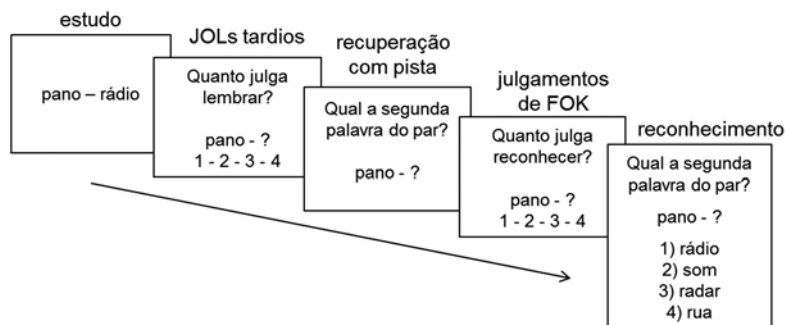 estudo
pano – rádio
JOLs tardios
Quanto julga
lembrar?
pano - ?
1 - 2 - 3 - 4
recuperação
com pista
Qual a segunda
palavra do par?
pano - ?
julgamentos
de FOK
Quanto julga
reconhecer?
pano - ?
1 - 2 - 3 - 4
reconhecimento
Qual a segunda
palavra do par?
pano - ?
1) rádio
2) som
3) radar
4) rua